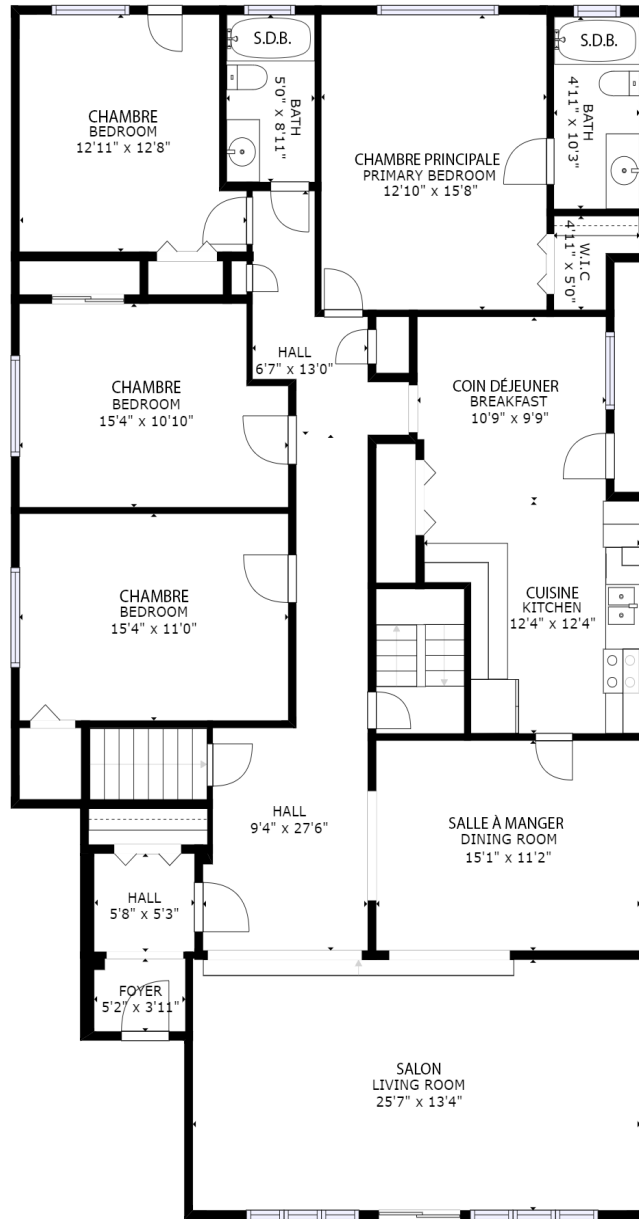 S.D.B.
BATH
5'0" x 8'11"
S.D.B.
BATH
4'11" x 10'3"
CHAMBRE
BEDROOM
12'11" x 12'8"
CHAMBRE PRINCIPALE
PRIMARY BEDROOM
12'10" x 15'8"
W.I.C
4'11" x 5'0"
HALL
6'7" x 13'0"
CHAMBRE
BEDROOM
15'4" x 10'10"
COIN DÉJEUNER
BREAKFAST
10'9" x 9'9"
CHAMBRE
BEDROOM
15'4" x 11'0"
CUISINE
KITCHEN
12'4" x 12'4"
HALL
9'4" x 27'6"
SALLE À MANGER
DINING ROOM
15'1" x 11'2"
HALL
5'8" x 5'3"
FOYER
5'2" x 3'11"
SALON
LIVING ROOM
25'7" x 13'4"